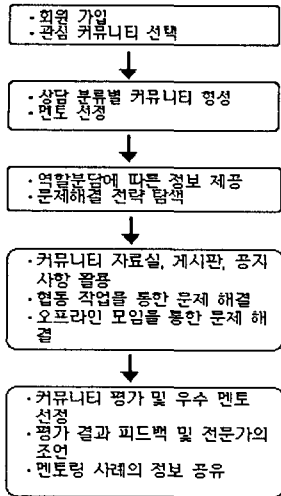 · 회원 가입
· 관심 커뮤니티 선택
· 상담 분류별 커뮤니티 형성
· 멘토 선정
· 역할분담에 따른 정보 제공
· 문제해결 전략 탐색
· 커뮤니티 자료실, 게시판, 공지
사항 활용
· 협동 작업을 통한 문제 해결
· 오프라인 모임을 통한 문제 해
결
· 커뮤니티 평가 및 우수 멘토
선정
· 평가 결과 피드백 및 전문가의
조언
· 멘토링 사례의 정보 공유